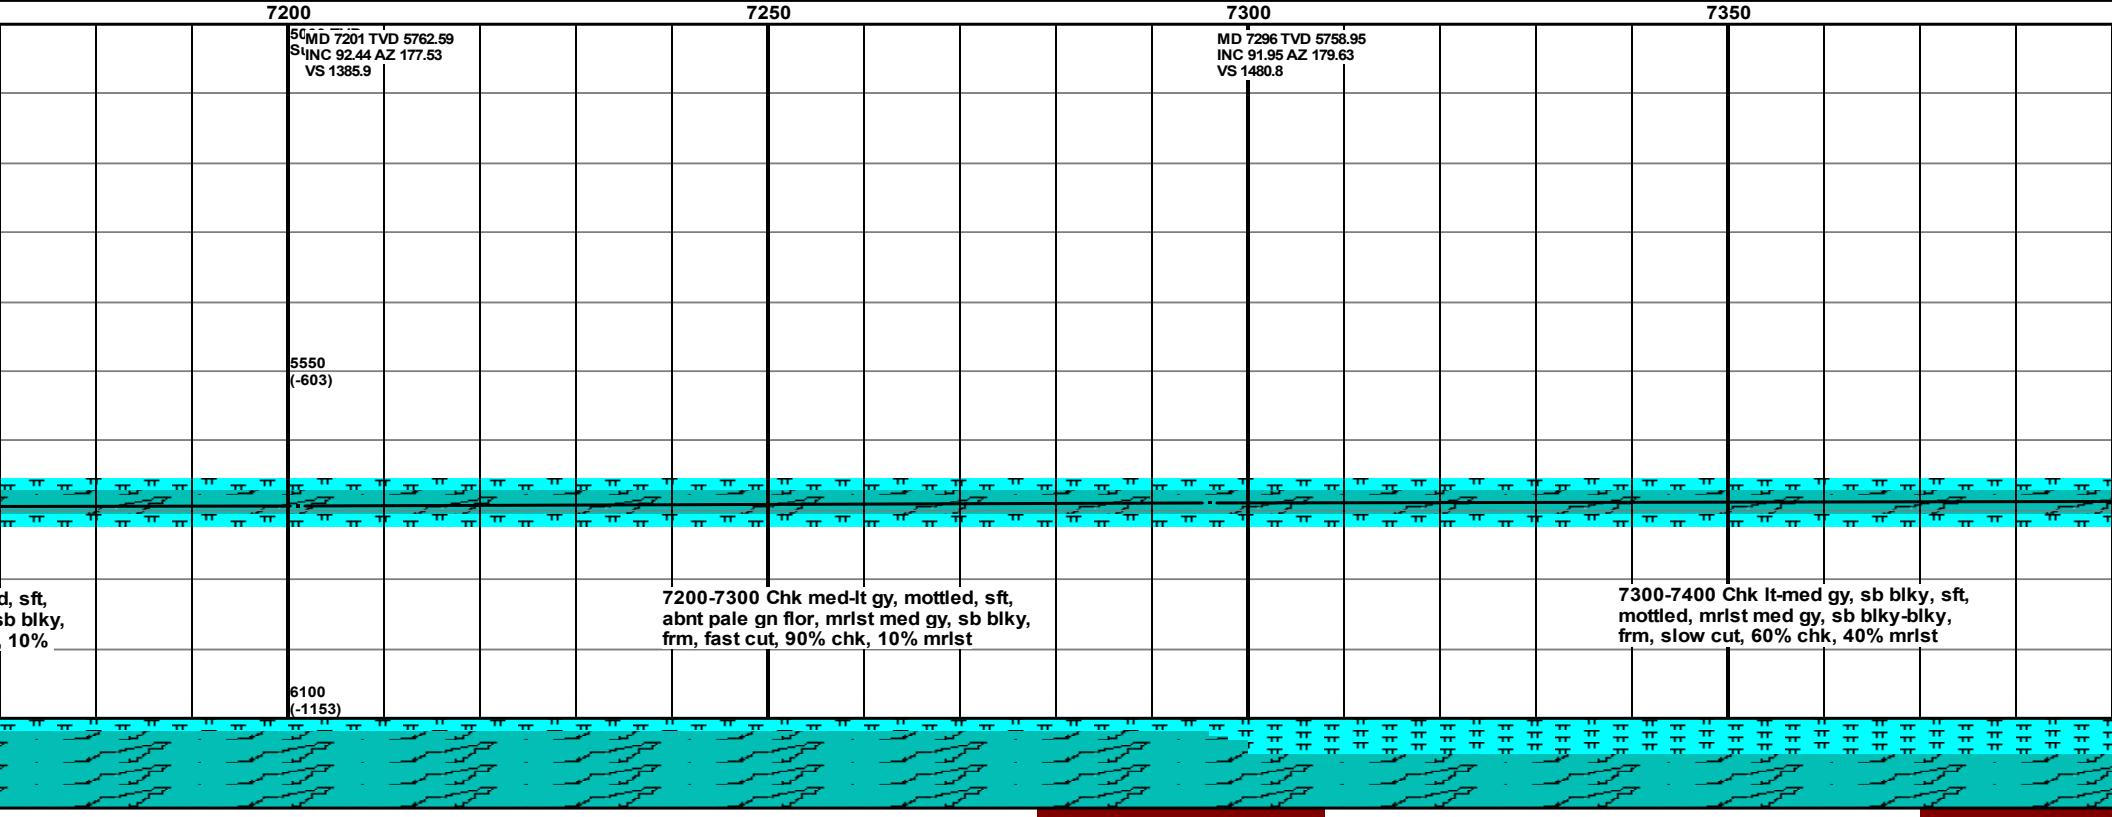 7200 7250 7300 7350
MD 7201 TVD 5762.59
INC 92.44 AZ 177.53
VS 1385.9
MD 7296 TVD 5758.95
INC 91.95 AZ 179.63
VS 1480.8
5550
(-603)
d, sft,
sb blky,
, 10%
7200-7300 Chk med-lt gy, mottled, sft,
abnt pale gn flor, mrlst med gy, sb blky,
frm, fast cut, 90% chk, 10% mrlst
7300-7400 Chk lt-med gy, sb blky, sft,
mottled, mrlst med gy, sb blky-blky,
frm, slow cut, 60% chk, 40% mrlst
6100
(-1153)